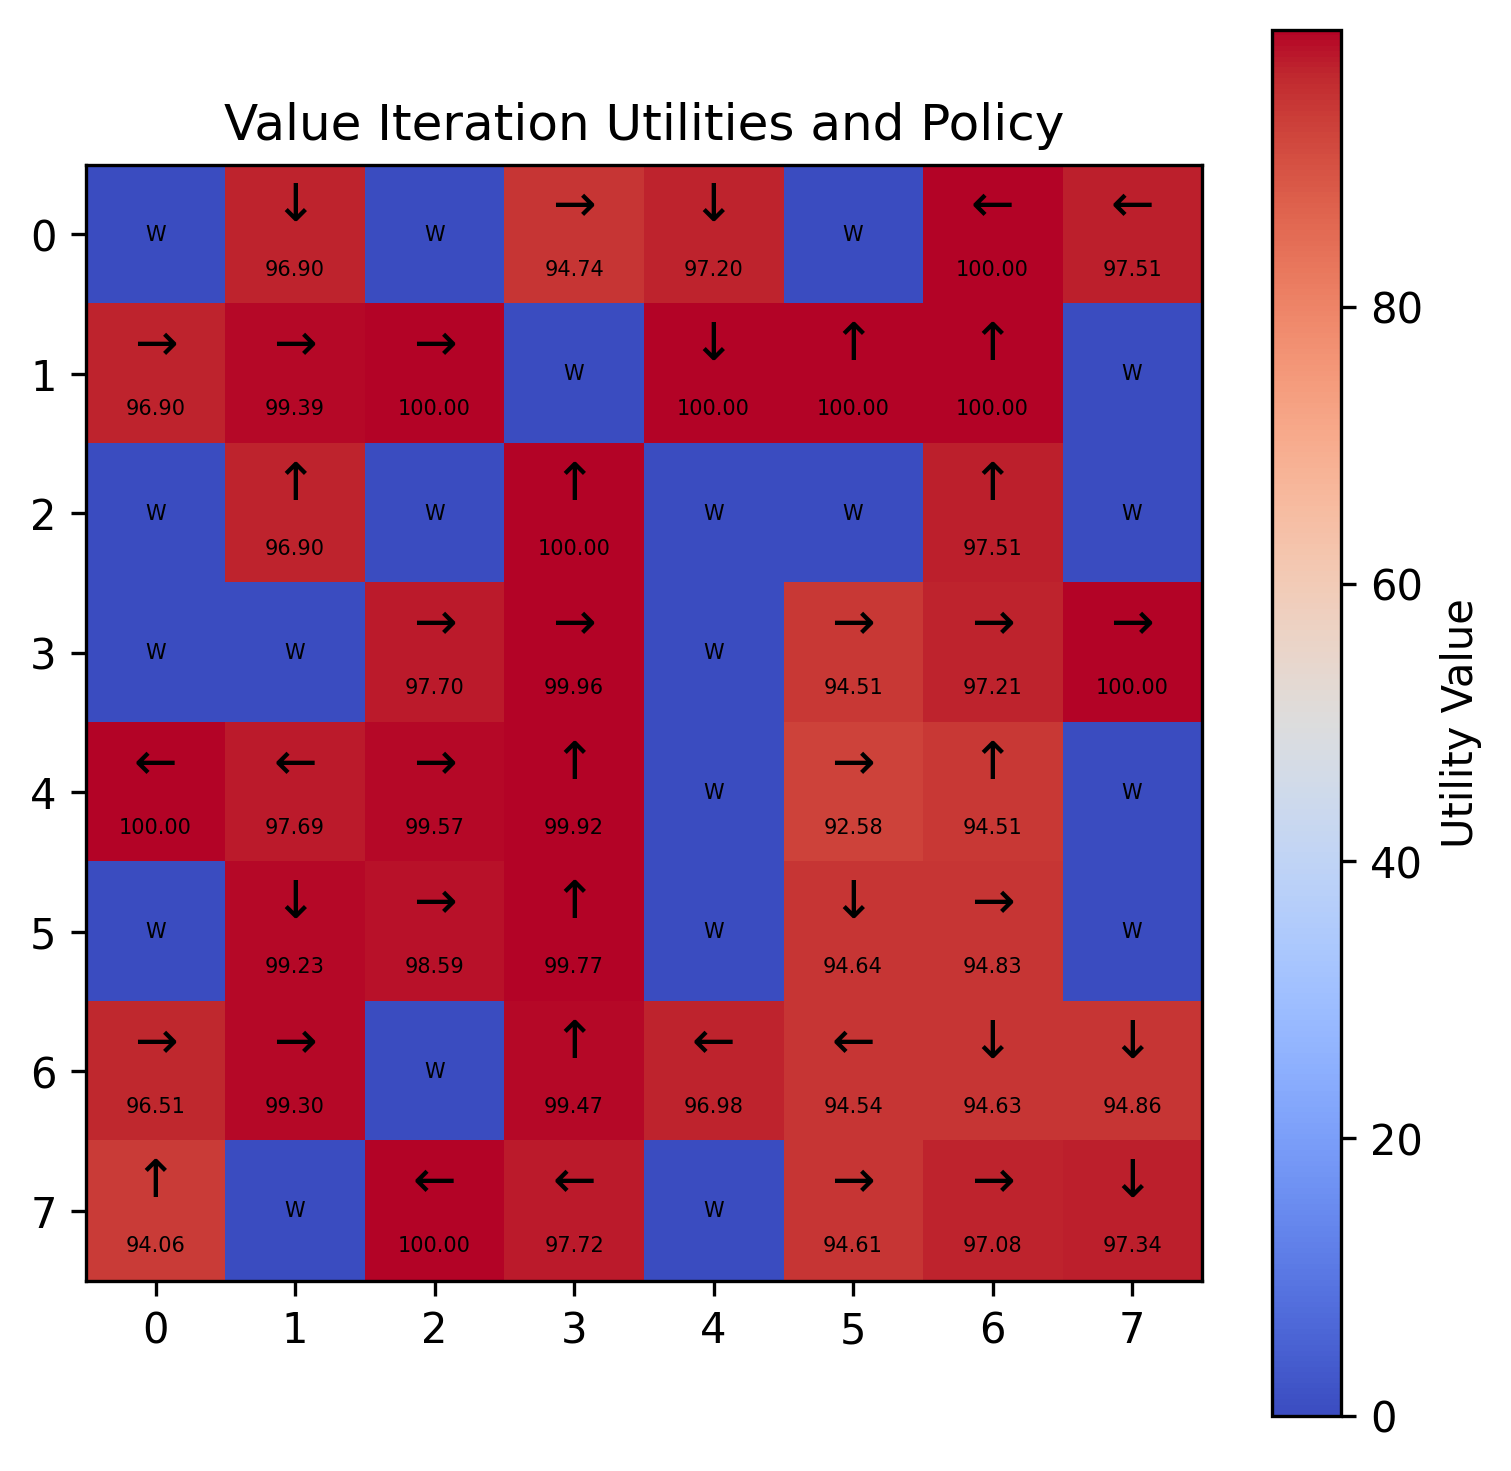 Value Iteration Utilities and Policy
0 W ↓ W → ↓ W ← ←
96.90 94.74 97.20 100.00 97.51
1 → → → W ↓ ↑ ↑ W
96.90 99.39 100.00 100.00 100.00 100.00
2 W ↑ W ↑ W W ↑ W
96.90 100.00 97.51
3 W W → → W → → →
97.70 99.96 94.51 97.21 100.00
4 ← ← → ↑ W → ↑ W
100.00 97.69 99.57 99.92 92.58 94.51
5 W ↓ → ↑ W ↓ → W
99.23 98.59 99.77 94.64 94.83
6 → → W ↑ ← ← ↓ ↓
96.51 99.30 99.47 96.98 94.54 94.63 94.86
7 ↑ W ← ← W → → ↓
94.06 100.00 97.72 94.61 97.08 97.34
0 1 2 3 4 5 6 7
80
60
40
20
0
Utility Value